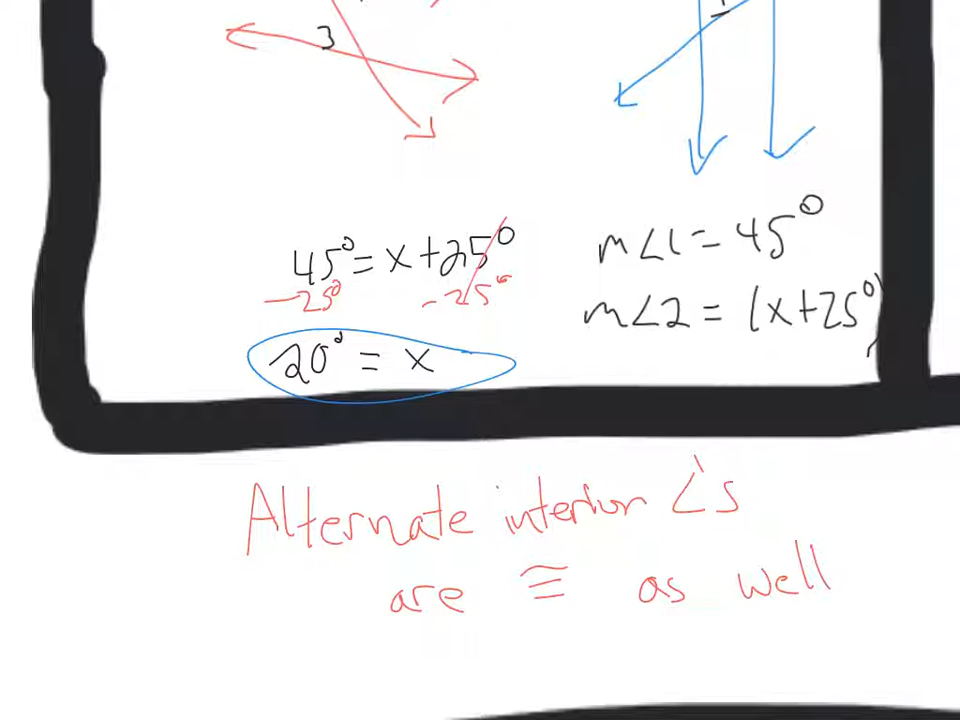 3
45° = x + 25°
-25° -25°
20° = x
m∠1 = 45°
m∠2 = (x+25°)
Alternate interior ∠'s
are ≅ as well